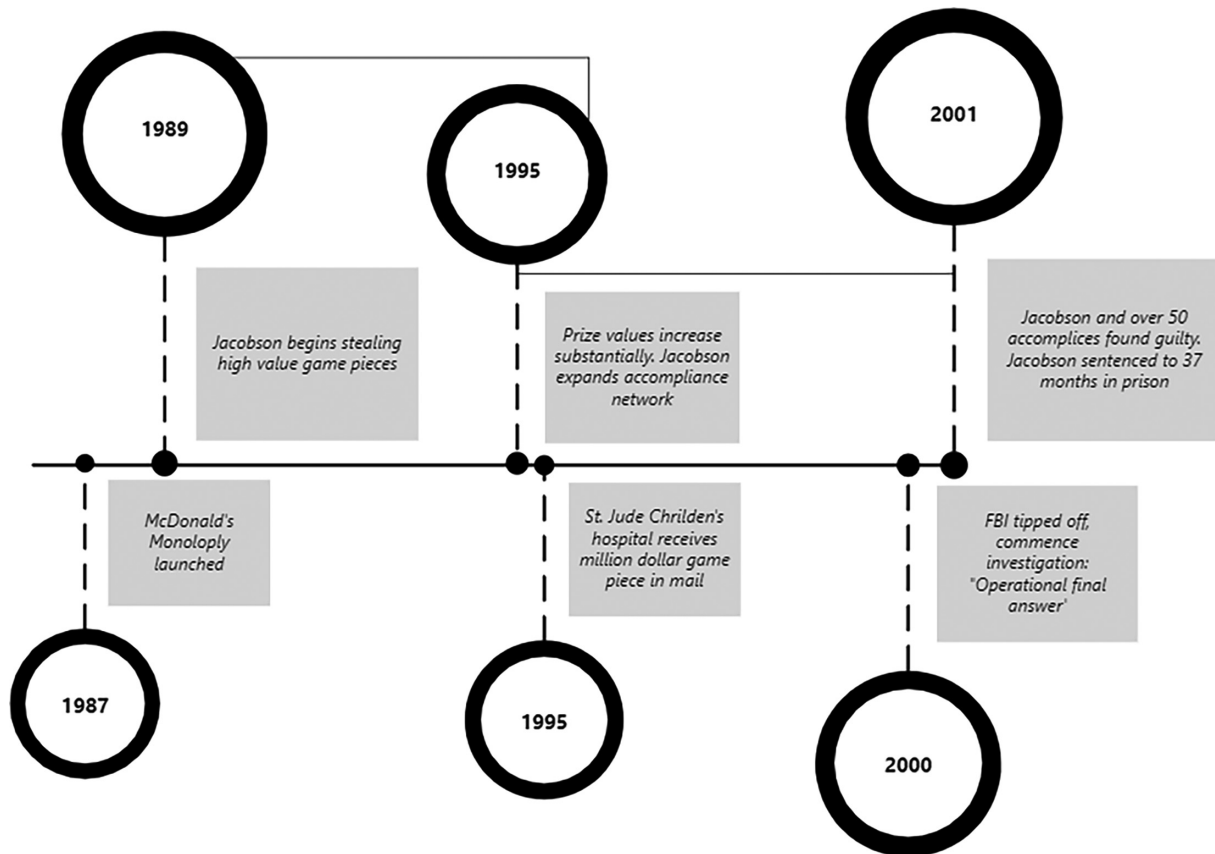 1989
1995
2001
Jacobson begins stealing
high value game pieces
Prize values increase
substantially. Jacobson
expands accompliance
network
Jacobson and over 50
accomplices found guilty.
Jacobson sentenced to 37
months in prison
McDonald's
Monoloply
launched
St. Jude Chrilden's
hospital receives
million dollar game
piece in mail
FBI tipped off,
commence
investigation:
"Operational final
answer'
1987
1995
2000